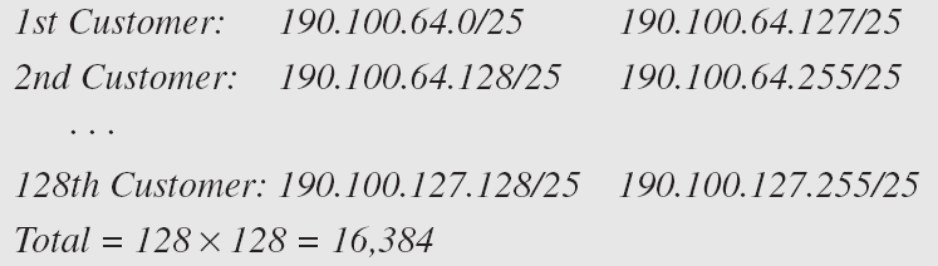 1st Customer: 190.100.64.0/25 190.100.64.127/25
2nd Customer: 190.100.64.128/25 190.100.64.255/25
. . .
128th Customer: 190.100.127.128/25 190.100.127.255/25
Total = 128 × 128 = 16,384